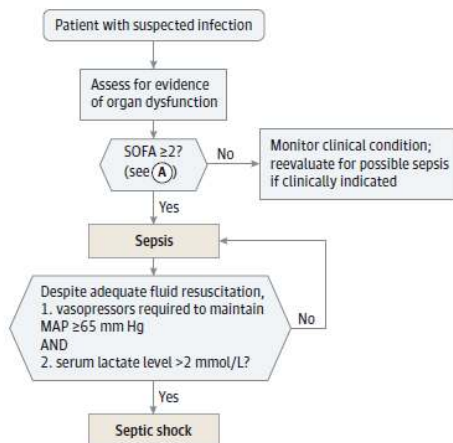 Patient with suspected infection
Assess for evidence
of organ dysfunction
SOFA ≥2?
(see Ⓐ)
No
Monitor clinical condition;
reevaluate for possible sepsis
if clinically indicated
Yes
Sepsis
Despite adequate fluid resuscitation,
1. vasopressors required to maintain
MAP ≥65 mm Hg
AND
2. serum lactate level >2 mmol/L?
No
Yes
Septic shock